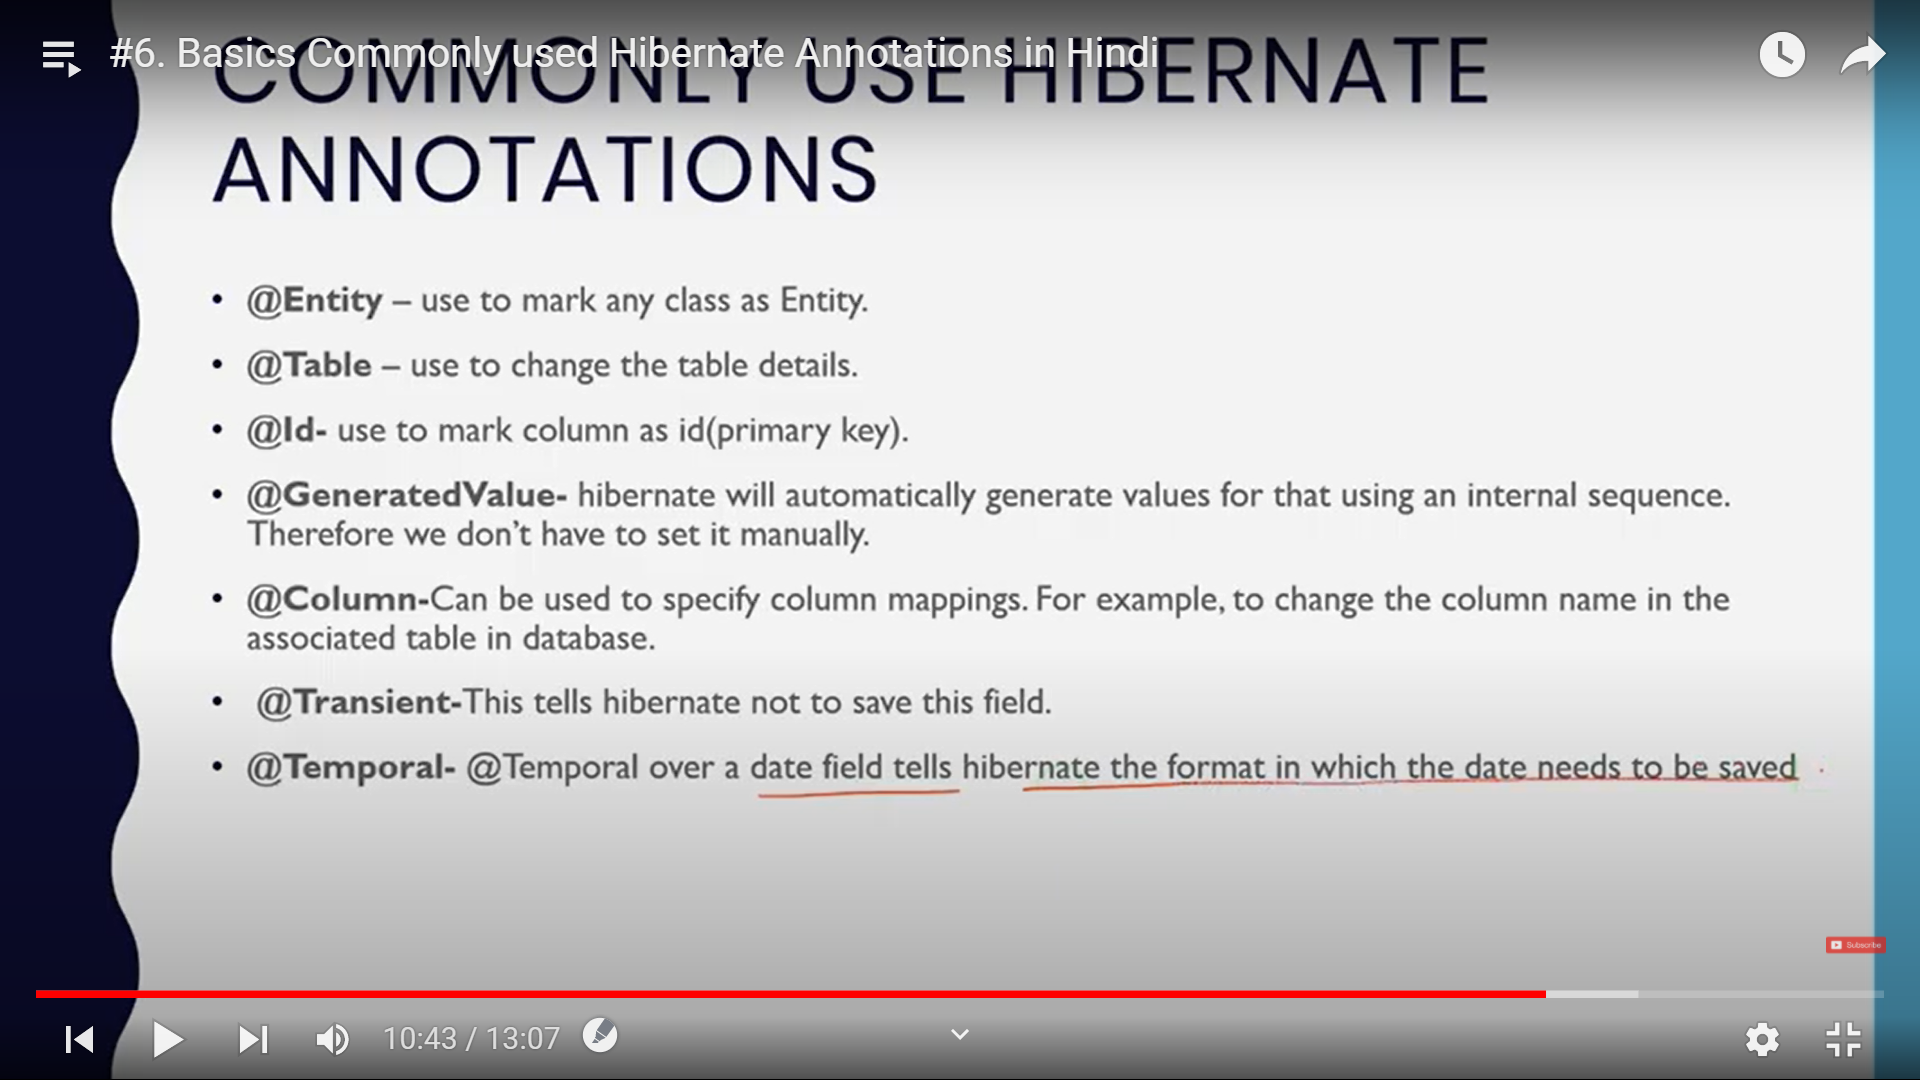 #6. Basics Commonly used Hibernate Annotations in Hindi
COMMONLY USE HIBERNATE
ANNOTATIONS
• @Entity – use to mark any class as Entity.
• @Table – use to change the table details.
• @Id- use to mark column as id(primary key).
• @GeneratedValue- hibernate will automatically generate values for that using an internal sequence.
Therefore we don't have to set it manually.
• @Column-Can be used to specify column mappings. For example, to change the column name in the
associated table in database.
• @Transient-This tells hibernate not to save this field.
• @Temporal- @Temporal over a date field tells hibernate the format in which the date needs to be saved
Subscribe
10:43 / 13:07